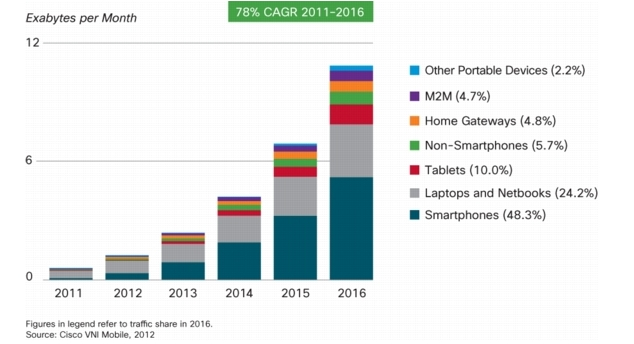 Exabytes per Month
78% CAGR 2011–2016
12
6
0
2011 2012 2013 2014 2015 2016
Other Portable Devices (2.2%)
M2M (4.7%)
Home Gateways (4.8%)
Non-Smartphones (5.7%)
Tablets (10.0%)
Laptops and Netbooks (24.2%)
Smartphones (48.3%)
Figures in legend refer to traffic share in 2016.
Source: Cisco VNI Mobile, 2012